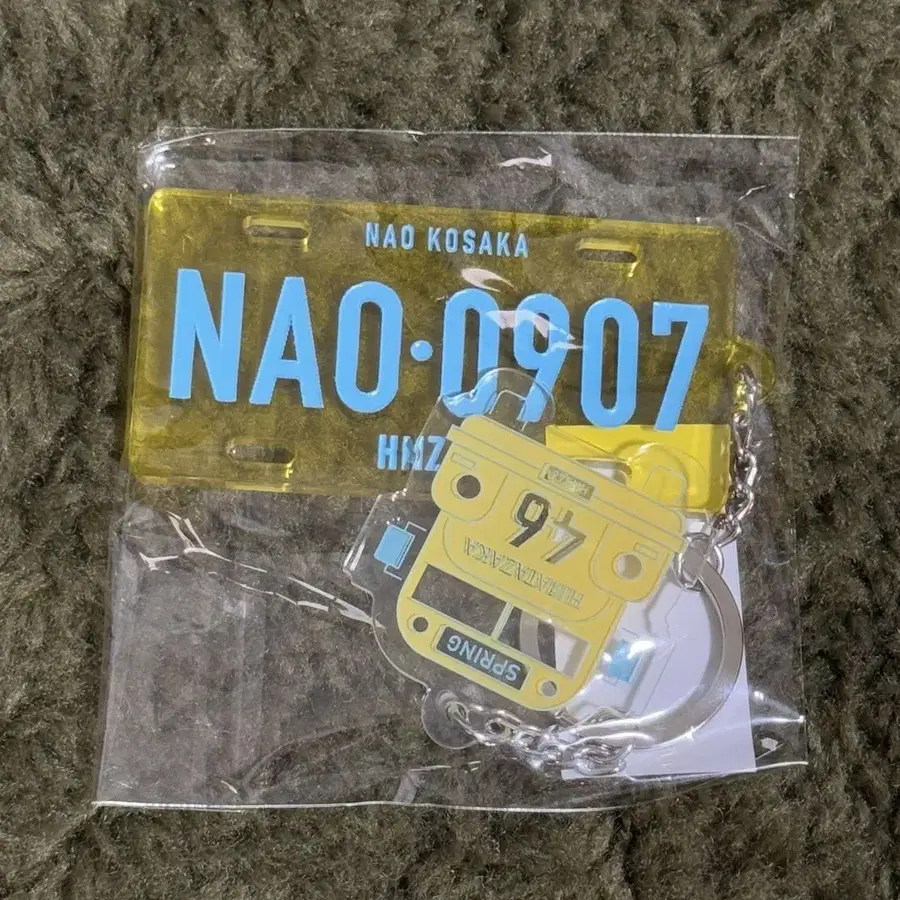 NAO KOSAKA
NAO·0907
HMZ
46
HINATAZAKA
SPRING